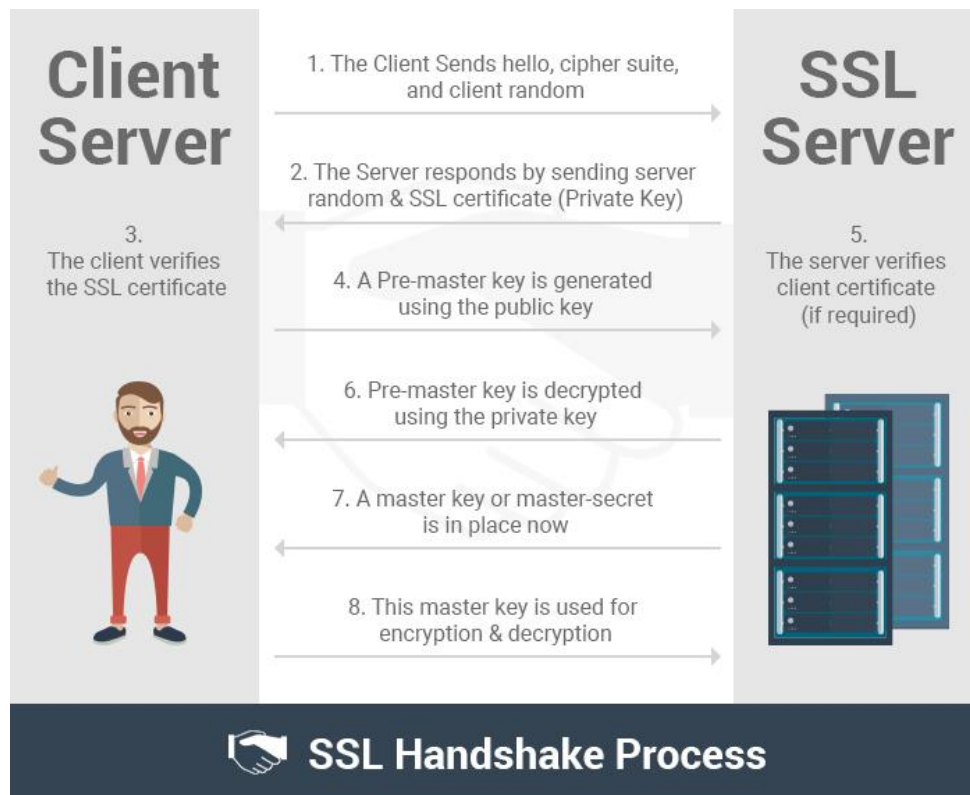 Client
Server
SSL
Server
1. The Client Sends hello, cipher suite,
and client random
2. The Server responds by sending server
random & SSL certificate (Private Key)
3.
The client verifies
the SSL certificate
4. A Pre-master key is generated
using the public key
5.
The server verifies
client certificate
(if required)
6. Pre-master key is decrypted
using the private key
7. A master key or master-secret
is in place now
8. This master key is used for
encryption & decryption
SSL Handshake Process